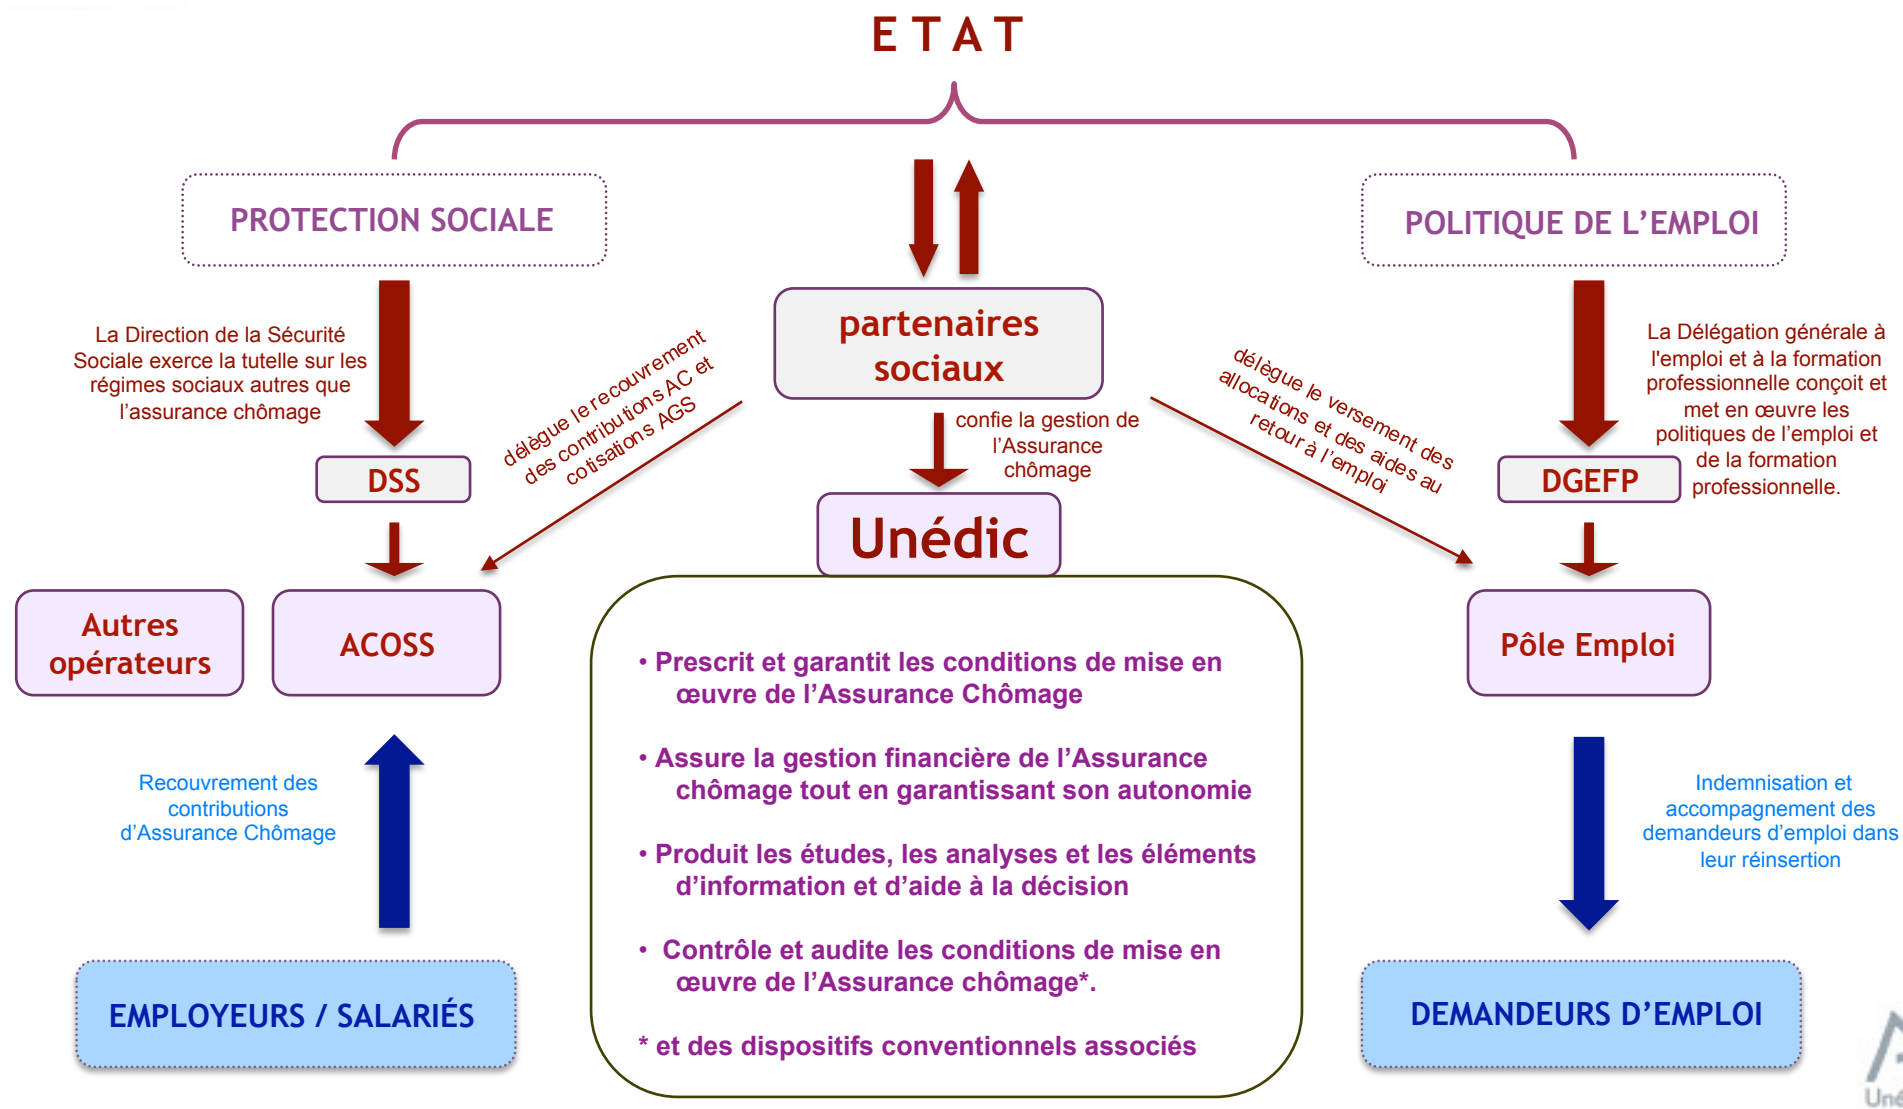 E T A T
PROTECTION SOCIALE
POLITIQUE DE L’EMPLOI
partenaires
sociaux
La Direction de la Sécurité
Sociale exerce la tutelle sur les
régimes sociaux autres que
l’assurance chômage
délègue le recouvrement
des contributions AC et
cotisations AGS
confie la gestion de
l’Assurance
chômage
délègue le versement des
allocations et des aides au
retour à l’emploi
La Délégation générale à
l'emploi et à la formation
professionnelle conçoit et
met en œuvre les
politiques de l’emploi et
de la formation
professionnelle.
DSS
Unédic
DGEFP
Autres
opérateurs
ACOSS
Pôle Emploi
• Prescrit et garantit les conditions de mise en
œuvre de l’Assurance Chômage
• Assure la gestion financière de l’Assurance
chômage tout en garantissant son autonomie
• Produit les études, les analyses et les éléments
d’information et d’aide à la décision
• Contrôle et audite les conditions de mise en
œuvre de l’Assurance chômage*.
* et des dispositifs conventionnels associés
Recouvrement des
contributions
d’Assurance Chômage
Indemnisation et
accompagnement des
demandeurs d’emploi dans
leur réinsertion
EMPLOYEURS / SALARIÉS
DEMANDEURS D’EMPLOI